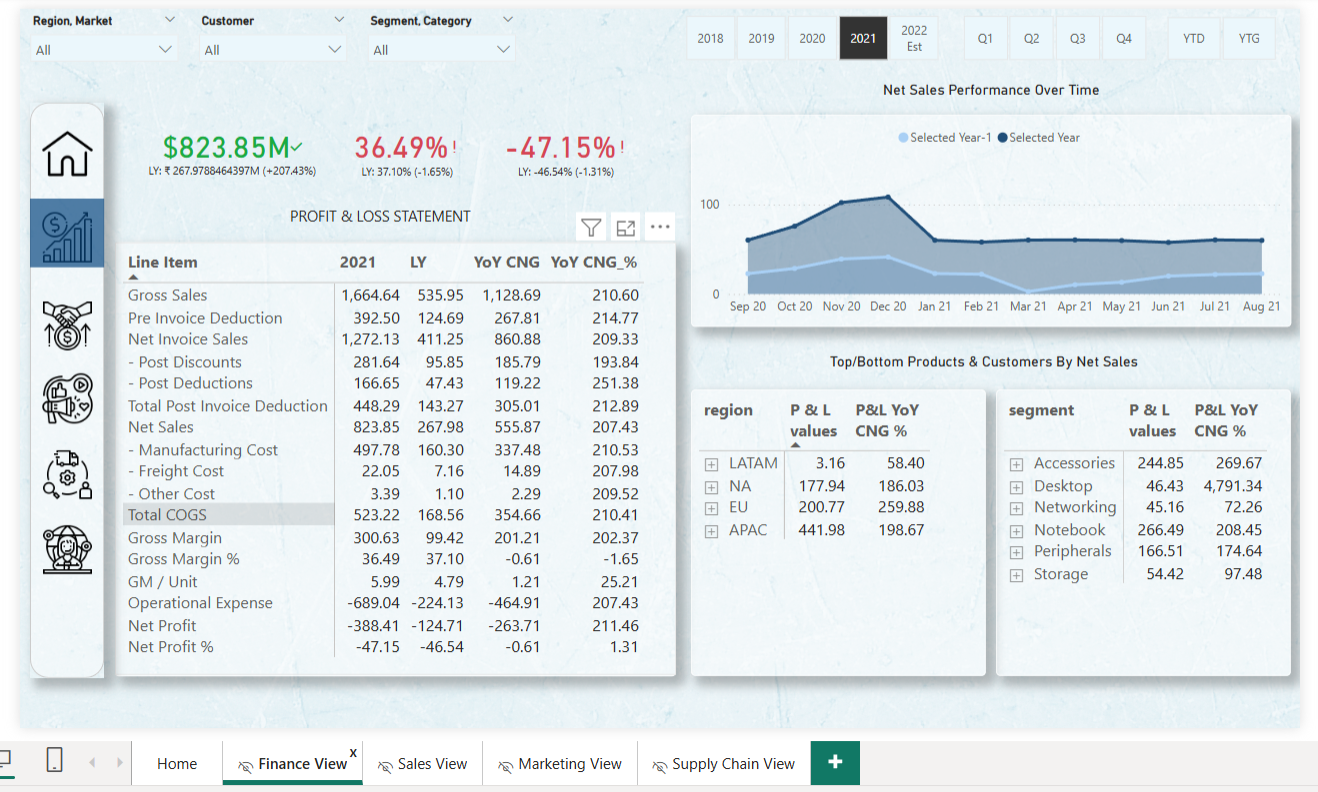 Region, Market
All
Customer
All
Segment, Category
All
2018 2019 2020 2021 2022 Est
Q1 Q2 Q3 Q4
YTD YTG
$823.85M✓
LY: ₹ 267.9788464397M (+207.43%)
36.49%!
LY: 37.10% (-1.65%)
-47.15%!
LY: -46.54% (-1.31%)
PROFIT & LOSS STATEMENT
Line Item 2021 LY YoY CNG YoY CNG_%
Gross Sales 1,664.64 535.95 1,128.69 210.60
Pre Invoice Deduction 392.50 124.69 267.81 214.77
Net Invoice Sales 1,272.13 411.25 860.88 209.33
- Post Discounts 281.64 95.85 185.79 193.84
- Post Deductions 166.65 47.43 119.22 251.38
Total Post Invoice Deduction 448.29 143.27 305.01 212.89
Net Sales 823.85 267.98 555.87 207.43
- Manufacturing Cost 497.78 160.30 337.48 210.53
- Freight Cost 22.05 7.16 14.89 207.98
- Other Cost 3.39 1.10 2.29 209.52
Total COGS 523.22 168.56 354.66 210.41
Gross Margin 300.63 99.42 201.21 202.37
Gross Margin % 36.49 37.10 -0.61 -1.65
GM / Unit 5.99 4.79 1.21 25.21
Operational Expense -689.04 -224.13 -464.91 207.43
Net Profit -388.41 -124.71 -263.71 211.46
Net Profit % -47.15 -46.54 -0.61 1.31
Net Sales Performance Over Time
Selected Year-1 Selected Year
100
0
Sep 20 Oct 20 Nov 20 Dec 20 Jan 21 Feb 21 Mar 21 Apr 21 May 21 Jun 21 Jul 21 Aug 21
Top/Bottom Products & Customers By Net Sales
region P & L values P&L YoY CNG %
LATAM 3.16 58.40
NA 177.94 186.03
EU 200.77 259.88
APAC 441.98 198.67
segment P & L values P&L YoY CNG %
Accessories 244.85 269.67
Desktop 46.43 4,791.34
Networking 45.16 72.26
Notebook 266.49 208.45
Peripherals 166.51 174.64
Storage 54.42 97.48
Home Finance View x Sales View Marketing View Supply Chain View +